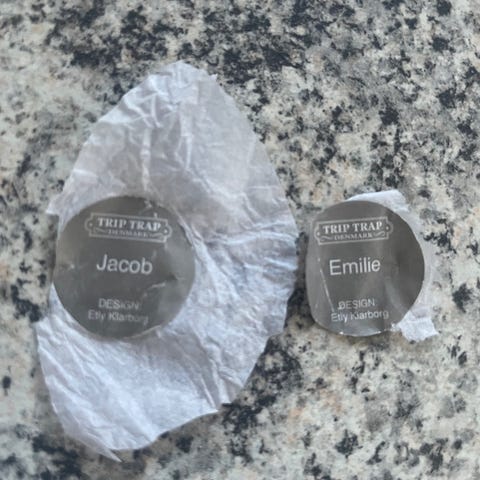 TRIP TRAP
DENMARK
Jacob
DESIGN:
Etly Klarborg
TRIP TRAP
DENMARK
Emilie
DESIGN:
Etly Klarborg